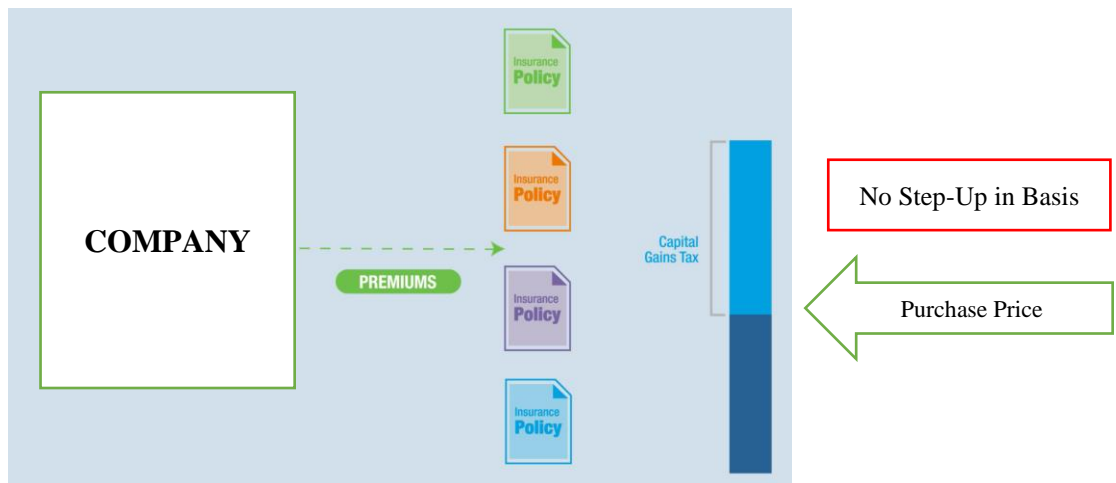 COMPANY
PREMIUMS
Insurance
Policy
Insurance
Policy
Insurance
Policy
Insurance
Policy
Capital
Gains Tax
No Step-Up in Basis
Purchase Price